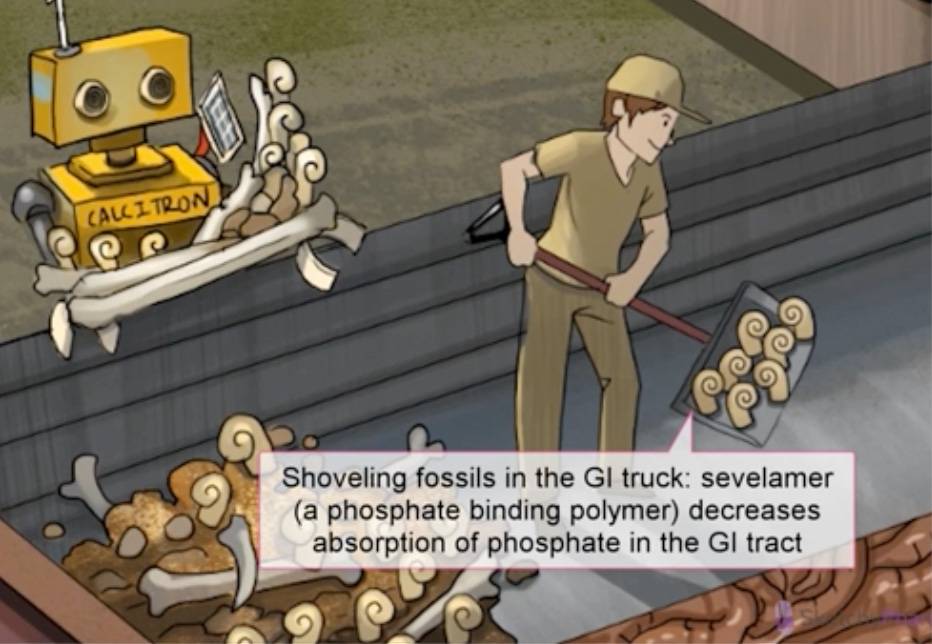 CALCITRON
Shoveling fossils in the GI truck: sevelamer
(a phosphate binding polymer) decreases
absorption of phosphate in the GI tract